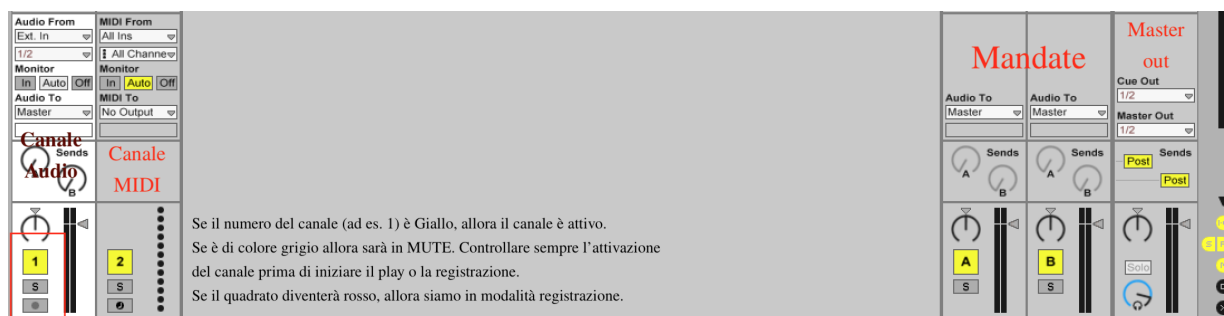 Audio From
Ext. In
1/2
Monitor
In Auto Off
Audio To
Master
Canale
Audio
Sends
A
B
1
S
MIDI From
All Ins
All Channe
Monitor
In Auto Off
MIDI To
No Output
Canale
MIDI
2
S
Se il numero del canale (ad es. 1) è Giallo, allora il canale è attivo.
Se è di colore grigio allora sarà in MUTE. Controllare sempre l’attivazione
del canale prima di iniziare il play o la registrazione.
Se il quadrato diventerà rosso, allora siamo in modalità registrazione.
Mandate
Audio To
Master
Sends
A
B
A
S
Audio To
Master
Sends
A
B
B
S
Master
out
Cue Out
1/2
Master Out
1/2
Sends
Post
Post
Solo